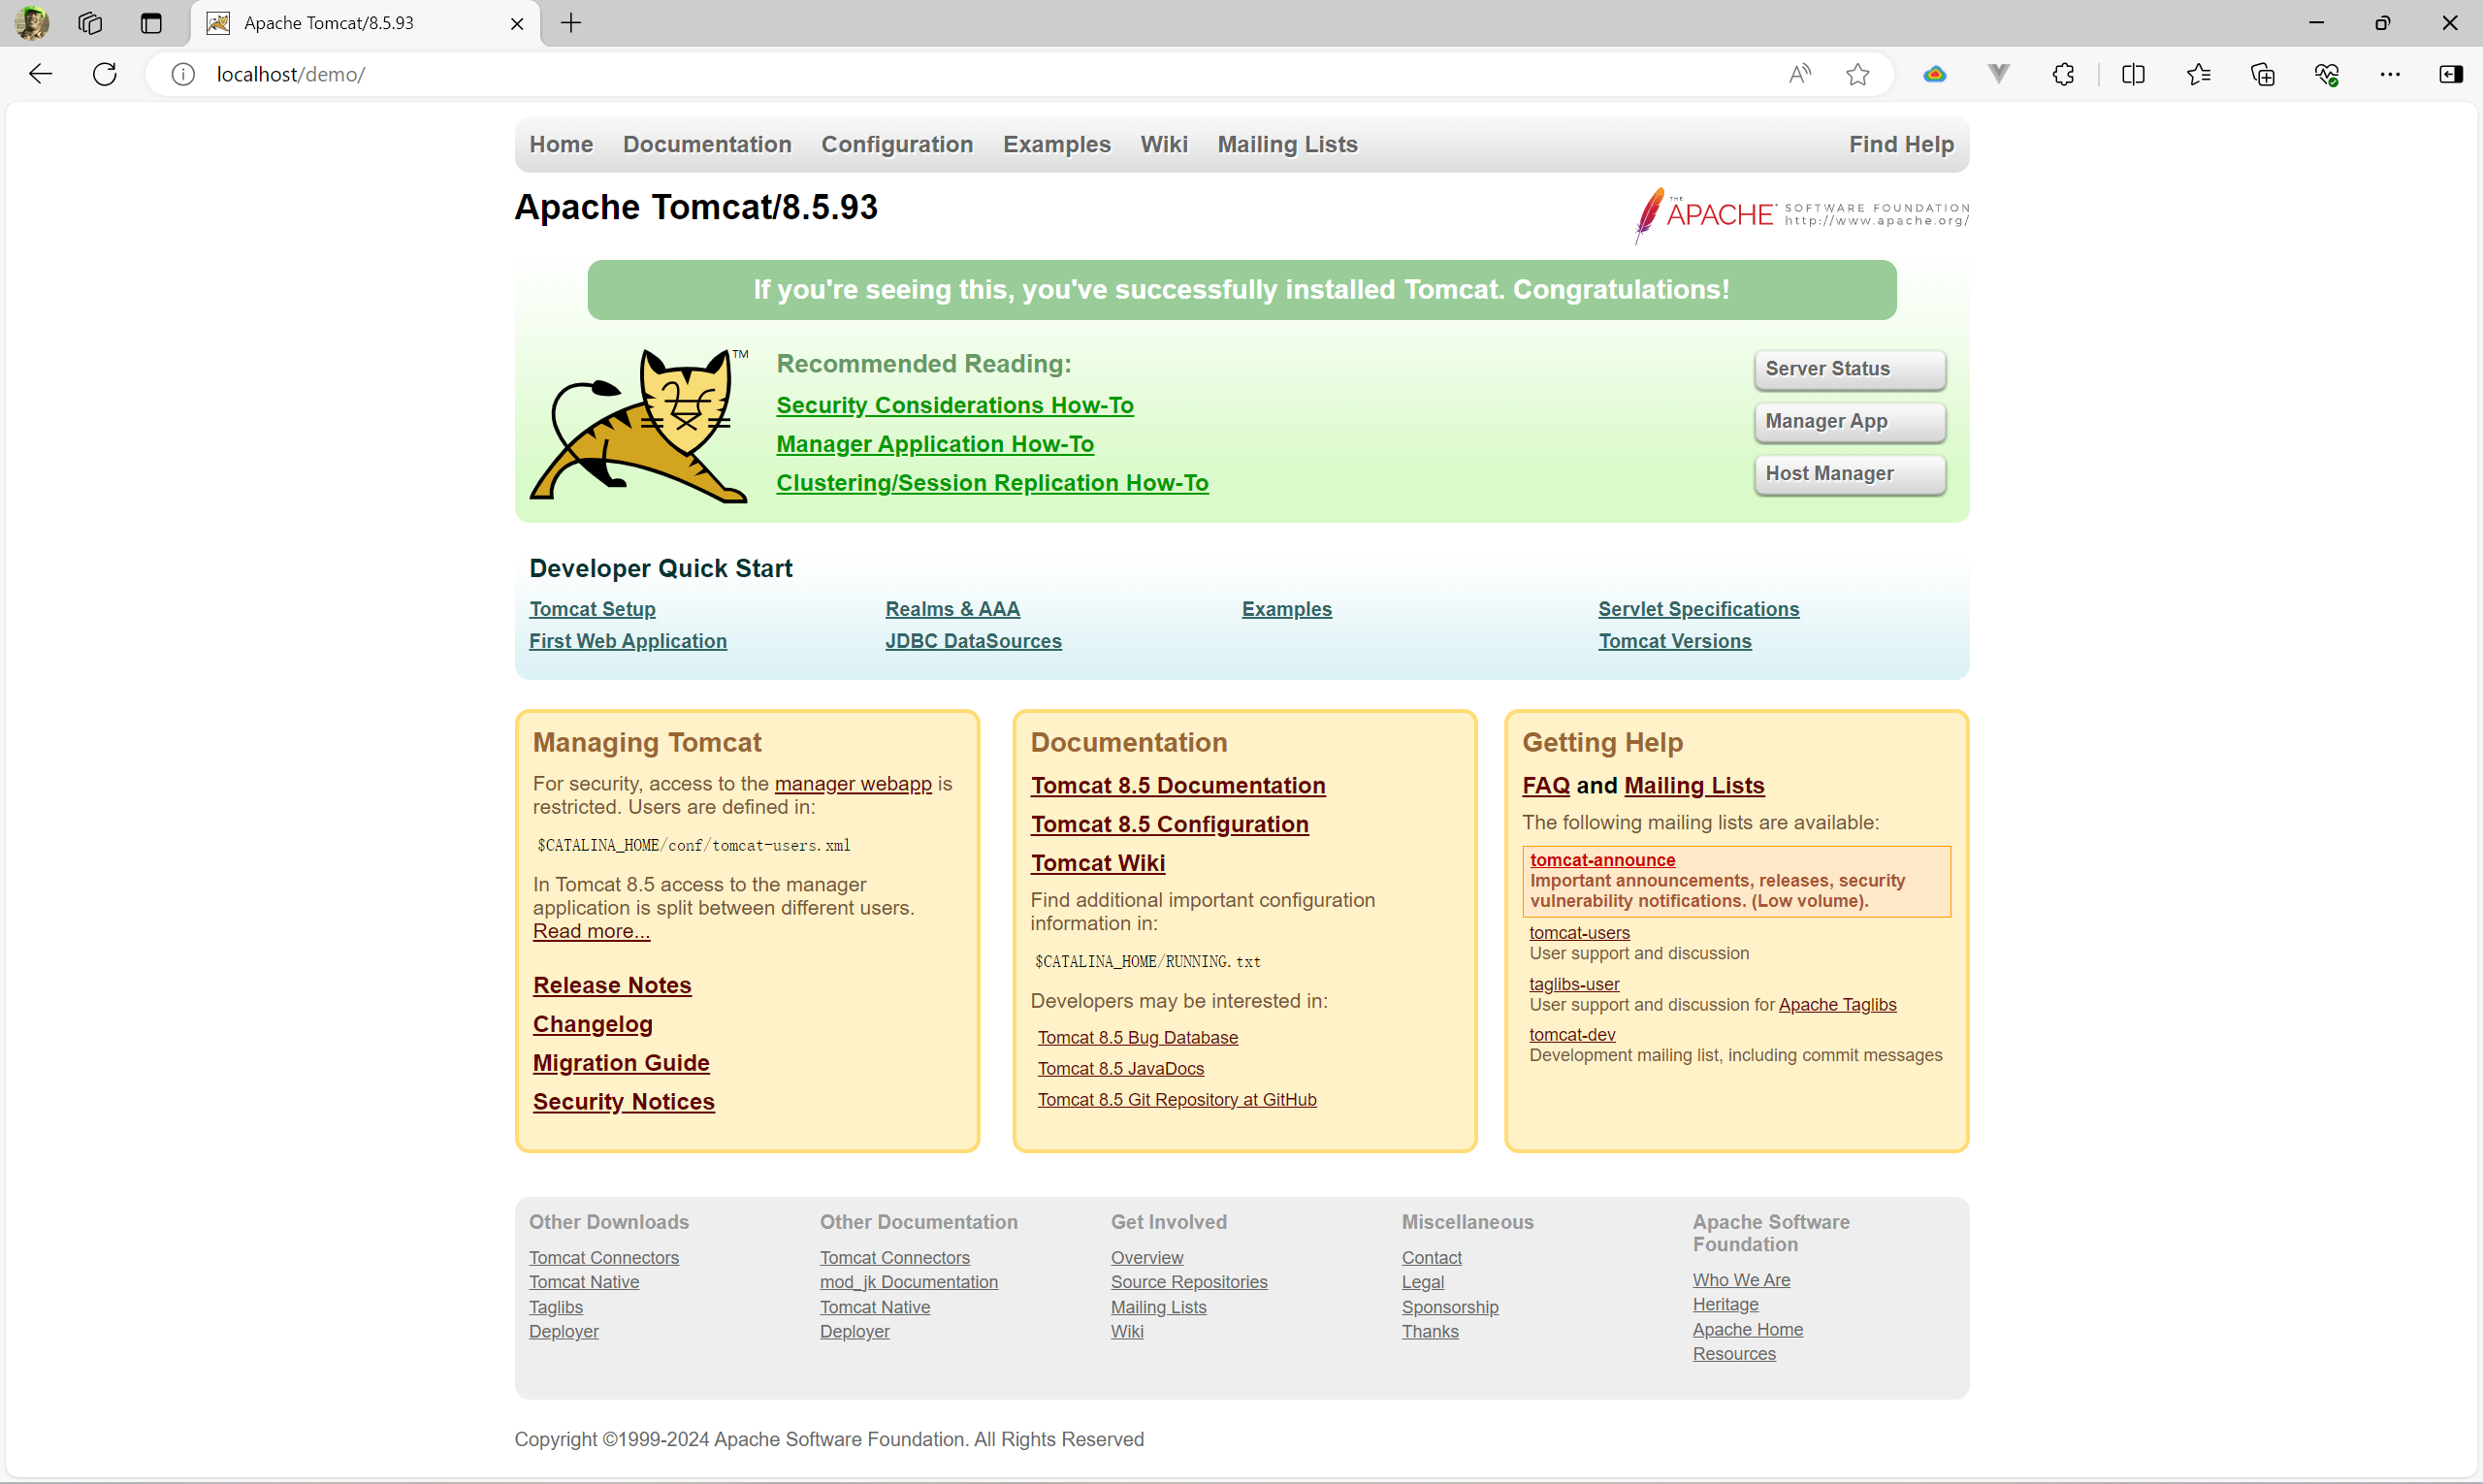 Apache Tomcat/8.5.93
localhost/demo/
Home Documentation Configuration Examples Wiki Mailing Lists Find Help
Apache Tomcat/8.5.93
THE APACHE SOFTWARE FOUNDATION
http://www.apache.org/
If you're seeing this, you've successfully installed Tomcat. Congratulations!
TM
Recommended Reading:
Security Considerations How-To
Manager Application How-To
Clustering/Session Replication How-To
Server Status
Manager App
Host Manager
Developer Quick Start
Tomcat Setup
First Web Application
Realms & AAA
JDBC DataSources
Examples
Servlet Specifications
Tomcat Versions
Managing Tomcat
For security, access to the manager webapp is
restricted. Users are defined in:
$CATALINA_HOME/conf/tomcat-users.xml
In Tomcat 8.5 access to the manager
application is split between different users.
Read more...
Release Notes
Changelog
Migration Guide
Security Notices
Documentation
Tomcat 8.5 Documentation
Tomcat 8.5 Configuration
Tomcat Wiki
Find additional important configuration
information in:
$CATALINA_HOME/RUNNING.txt
Developers may be interested in:
Tomcat 8.5 Bug Database
Tomcat 8.5 JavaDocs
Tomcat 8.5 Git Repository at GitHub
Getting Help
FAQ and Mailing Lists
The following mailing lists are available:
tomcat-announce
Important announcements, releases, security
vulnerability notifications. (Low volume).
tomcat-users
User support and discussion
taglibs-user
User support and discussion for Apache Taglibs
tomcat-dev
Development mailing list, including commit messages
Other Downloads
Tomcat Connectors
Tomcat Native
Taglibs
Deployer
Other Documentation
Tomcat Connectors
mod_jk Documentation
Tomcat Native
Deployer
Get Involved
Overview
Source Repositories
Mailing Lists
Wiki
Miscellaneous
Contact
Legal
Sponsorship
Thanks
Apache Software
Foundation
Who We Are
Heritage
Apache Home
Resources
Copyright ©1999-2024 Apache Software Foundation. All Rights Reserved